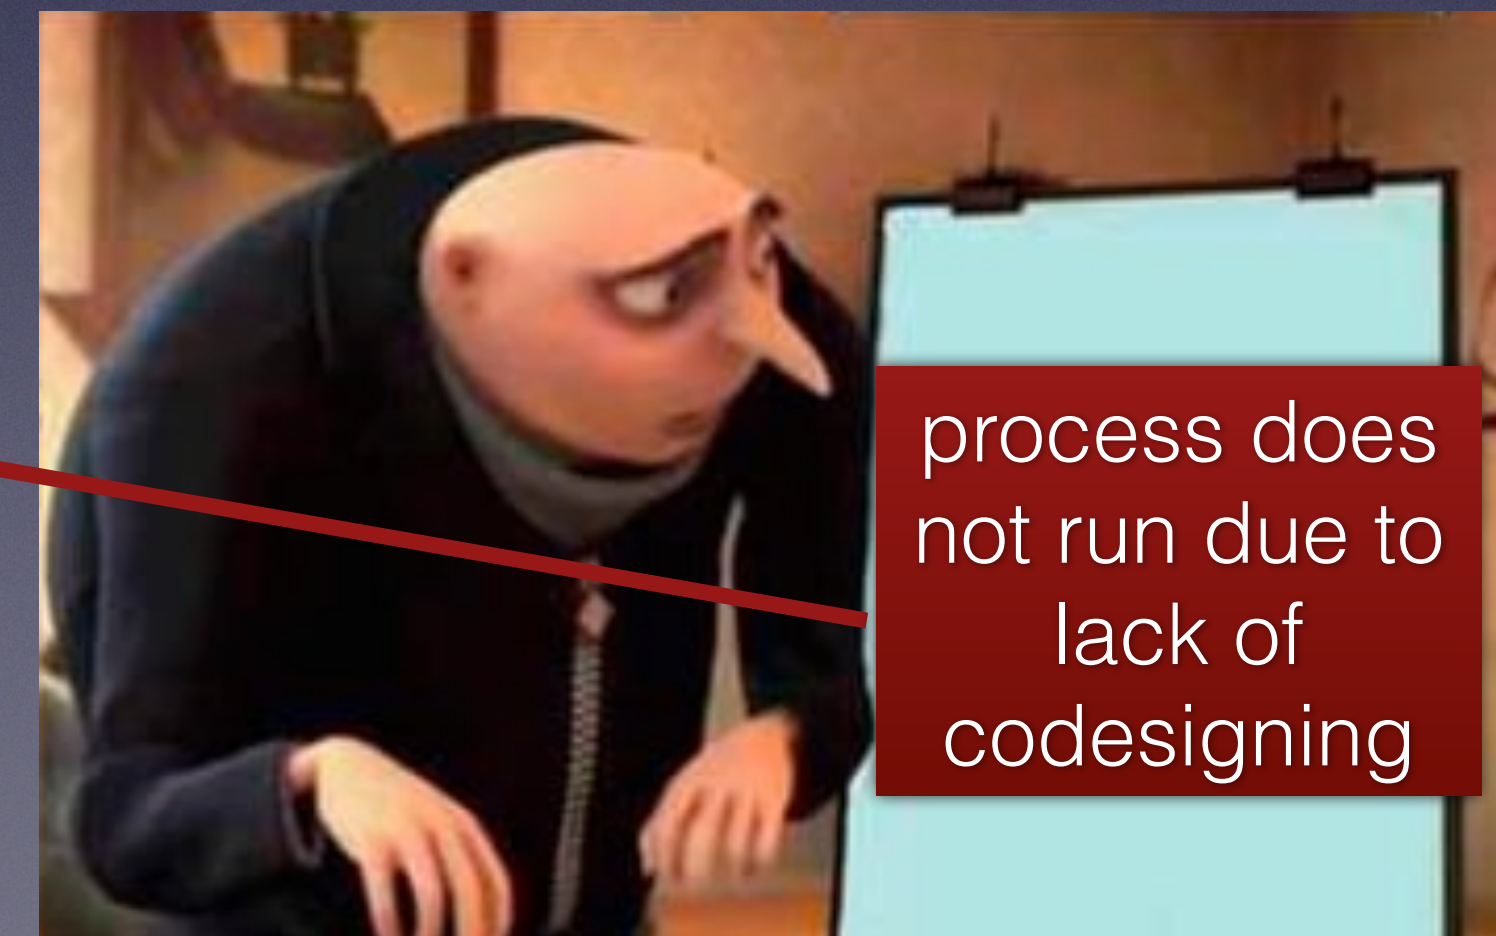 process does
not run due to
lack of
codesigning